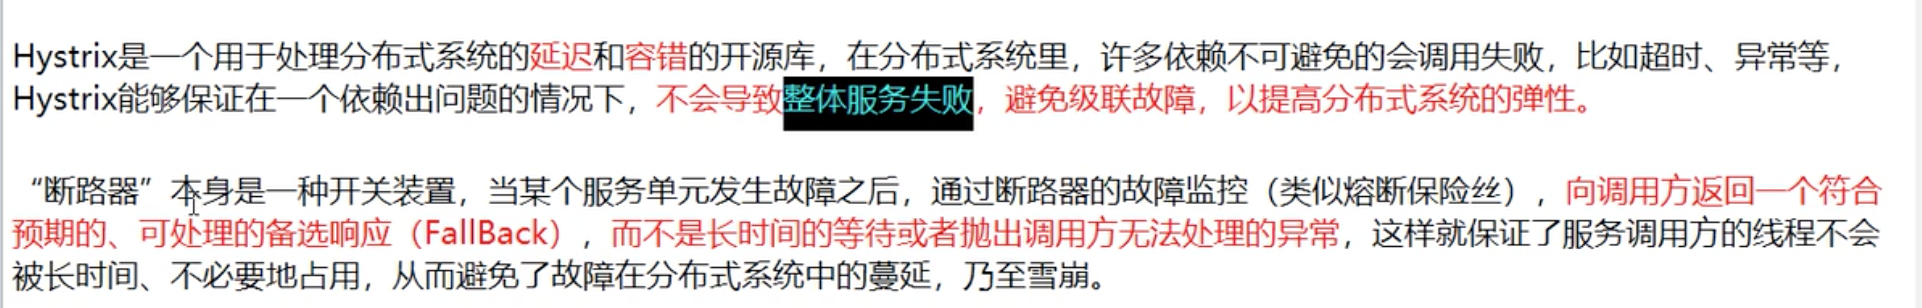 Hystrix是一个用于处理分布式系统的延迟和容错的开源库，在分布式系统里，许多依赖不可避免的会调用失败，比如超时、异常等，
Hystrix能够保证在一个依赖出问题的情况下，不会导致整体服务失败，避免级联故障，以提高分布式系统的弹性。
“断路器”本身是一种开关装置，当某个服务单元发生故障之后，通过断路器的故障监控（类似熔断保险丝），向调用方返回一个符合
预期的、可处理的备选响应（FallBack），而不是长时间的等待或者抛出调用方无法处理的异常，这样就保证了服务调用方的线程不会
被长时间、不必要地占用，从而避免了故障在分布式系统中的蔓延，乃至雪崩。